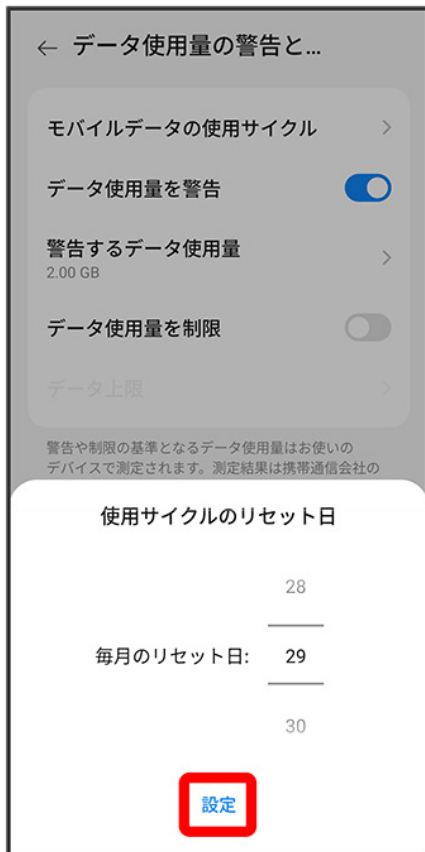 ← データ使用量の警告と...
モバイルデータの使用サイクル
データ使用量を警告
警告するデータ使用量
2.00 GB
データ使用量を制限
データ上限
警告や制限の基準となるデータ使用量はお使いの
デバイスで測定されます。測定結果は携帯通信会社の
使用サイクルのリセット日
28
毎月のリセット日: 29
30
設定